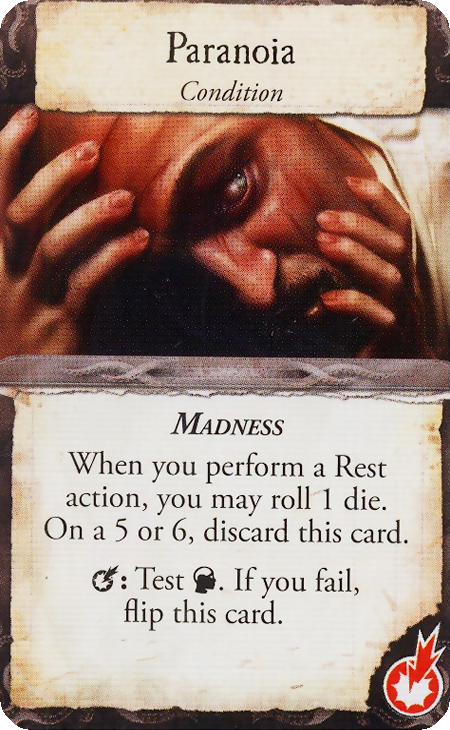 Paranoia
Condition
MADNESS
When you perform a Rest
action, you may roll 1 die.
On a 5 or 6, discard this card.
: Test . If you fail,
flip this card.